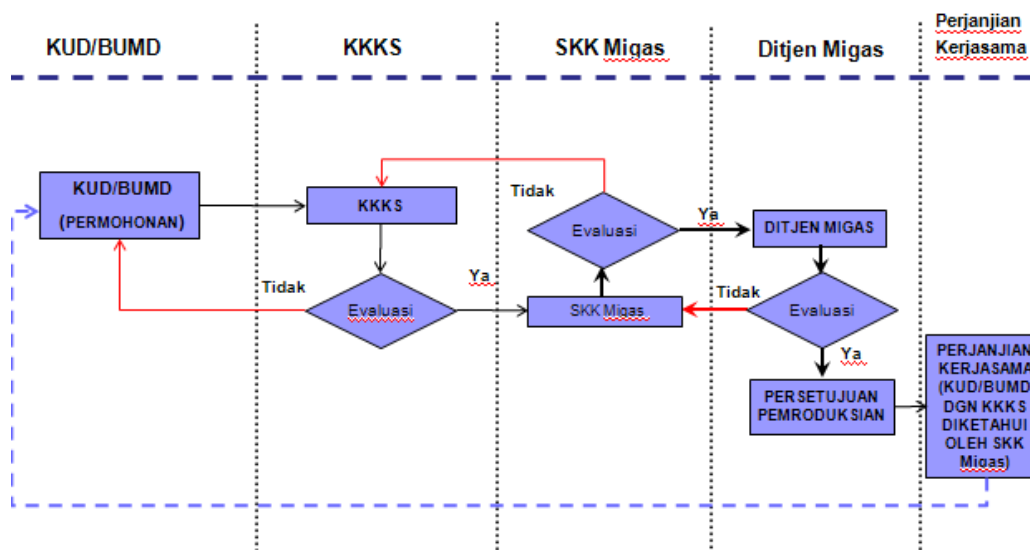 KUD/BUMD
KKKS
SKK Migas
Ditjen Migas
Perjanjian
Kerjasama
KUD/BUMD
(PERMOHONAN)
KKKS
Tidak
Evaluasi
Ya
DITJEN MIGAS
Tidak
Evaluasi
Ya
SKK Migas
Tidak
Evaluasi
Ya
PERSETUJUAN
PEMRODUKSIAN
PERJANJIAN
KERJASAMA
(KUD/BUMD
DGN KKKS
DIKETAHUI
OLEH SKK
Migas)